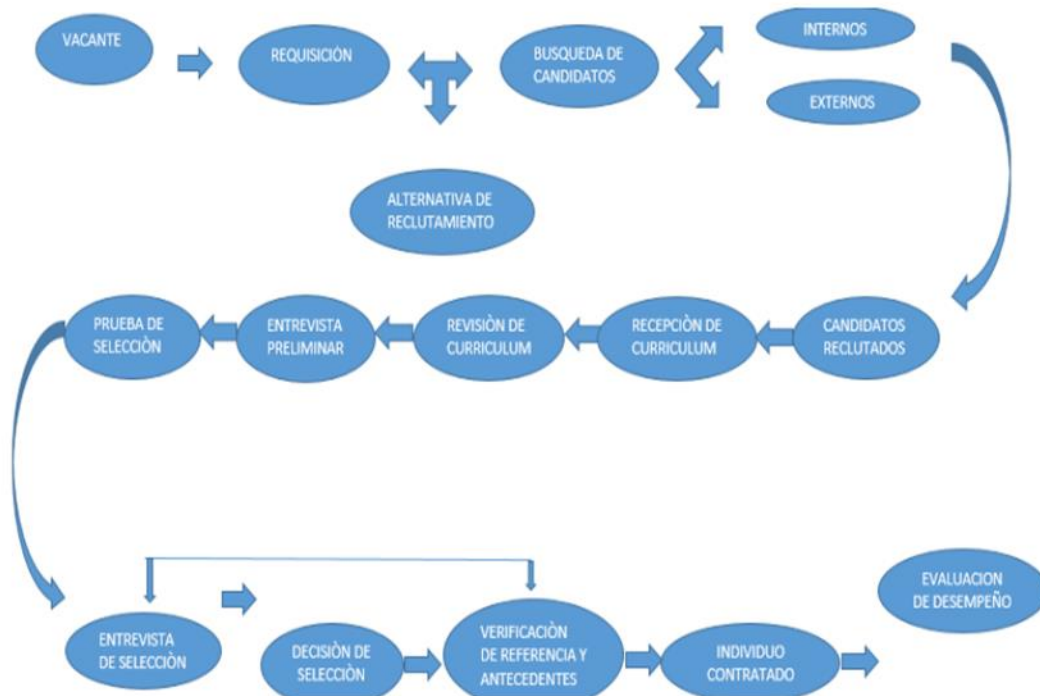 VACANTE
REQUISICIÓN
BUSQUEDA DE
CANDIDATOS
INTERNOS
EXTERNOS
ALTERNATIVA DE
RECLUTAMIENTO
PRUEBA DE
SELECCIÒN
ENTREVISTA
PRELIMINAR
REVISIÒN DE
CURRICULUM
RECEPCIÒN DE
CURRICULUM
CANDIDATOS
RECLUTADOS
ENTREVISTA
DE SELECCIÒN
DECISIÒN DE
SELECCIÒN
VERIFICACIÒN
DE REFERENCIA Y
ANTECEDENTES
INDIVIDUO
CONTRATADO
EVALUACION
DE DESEMPEÑO